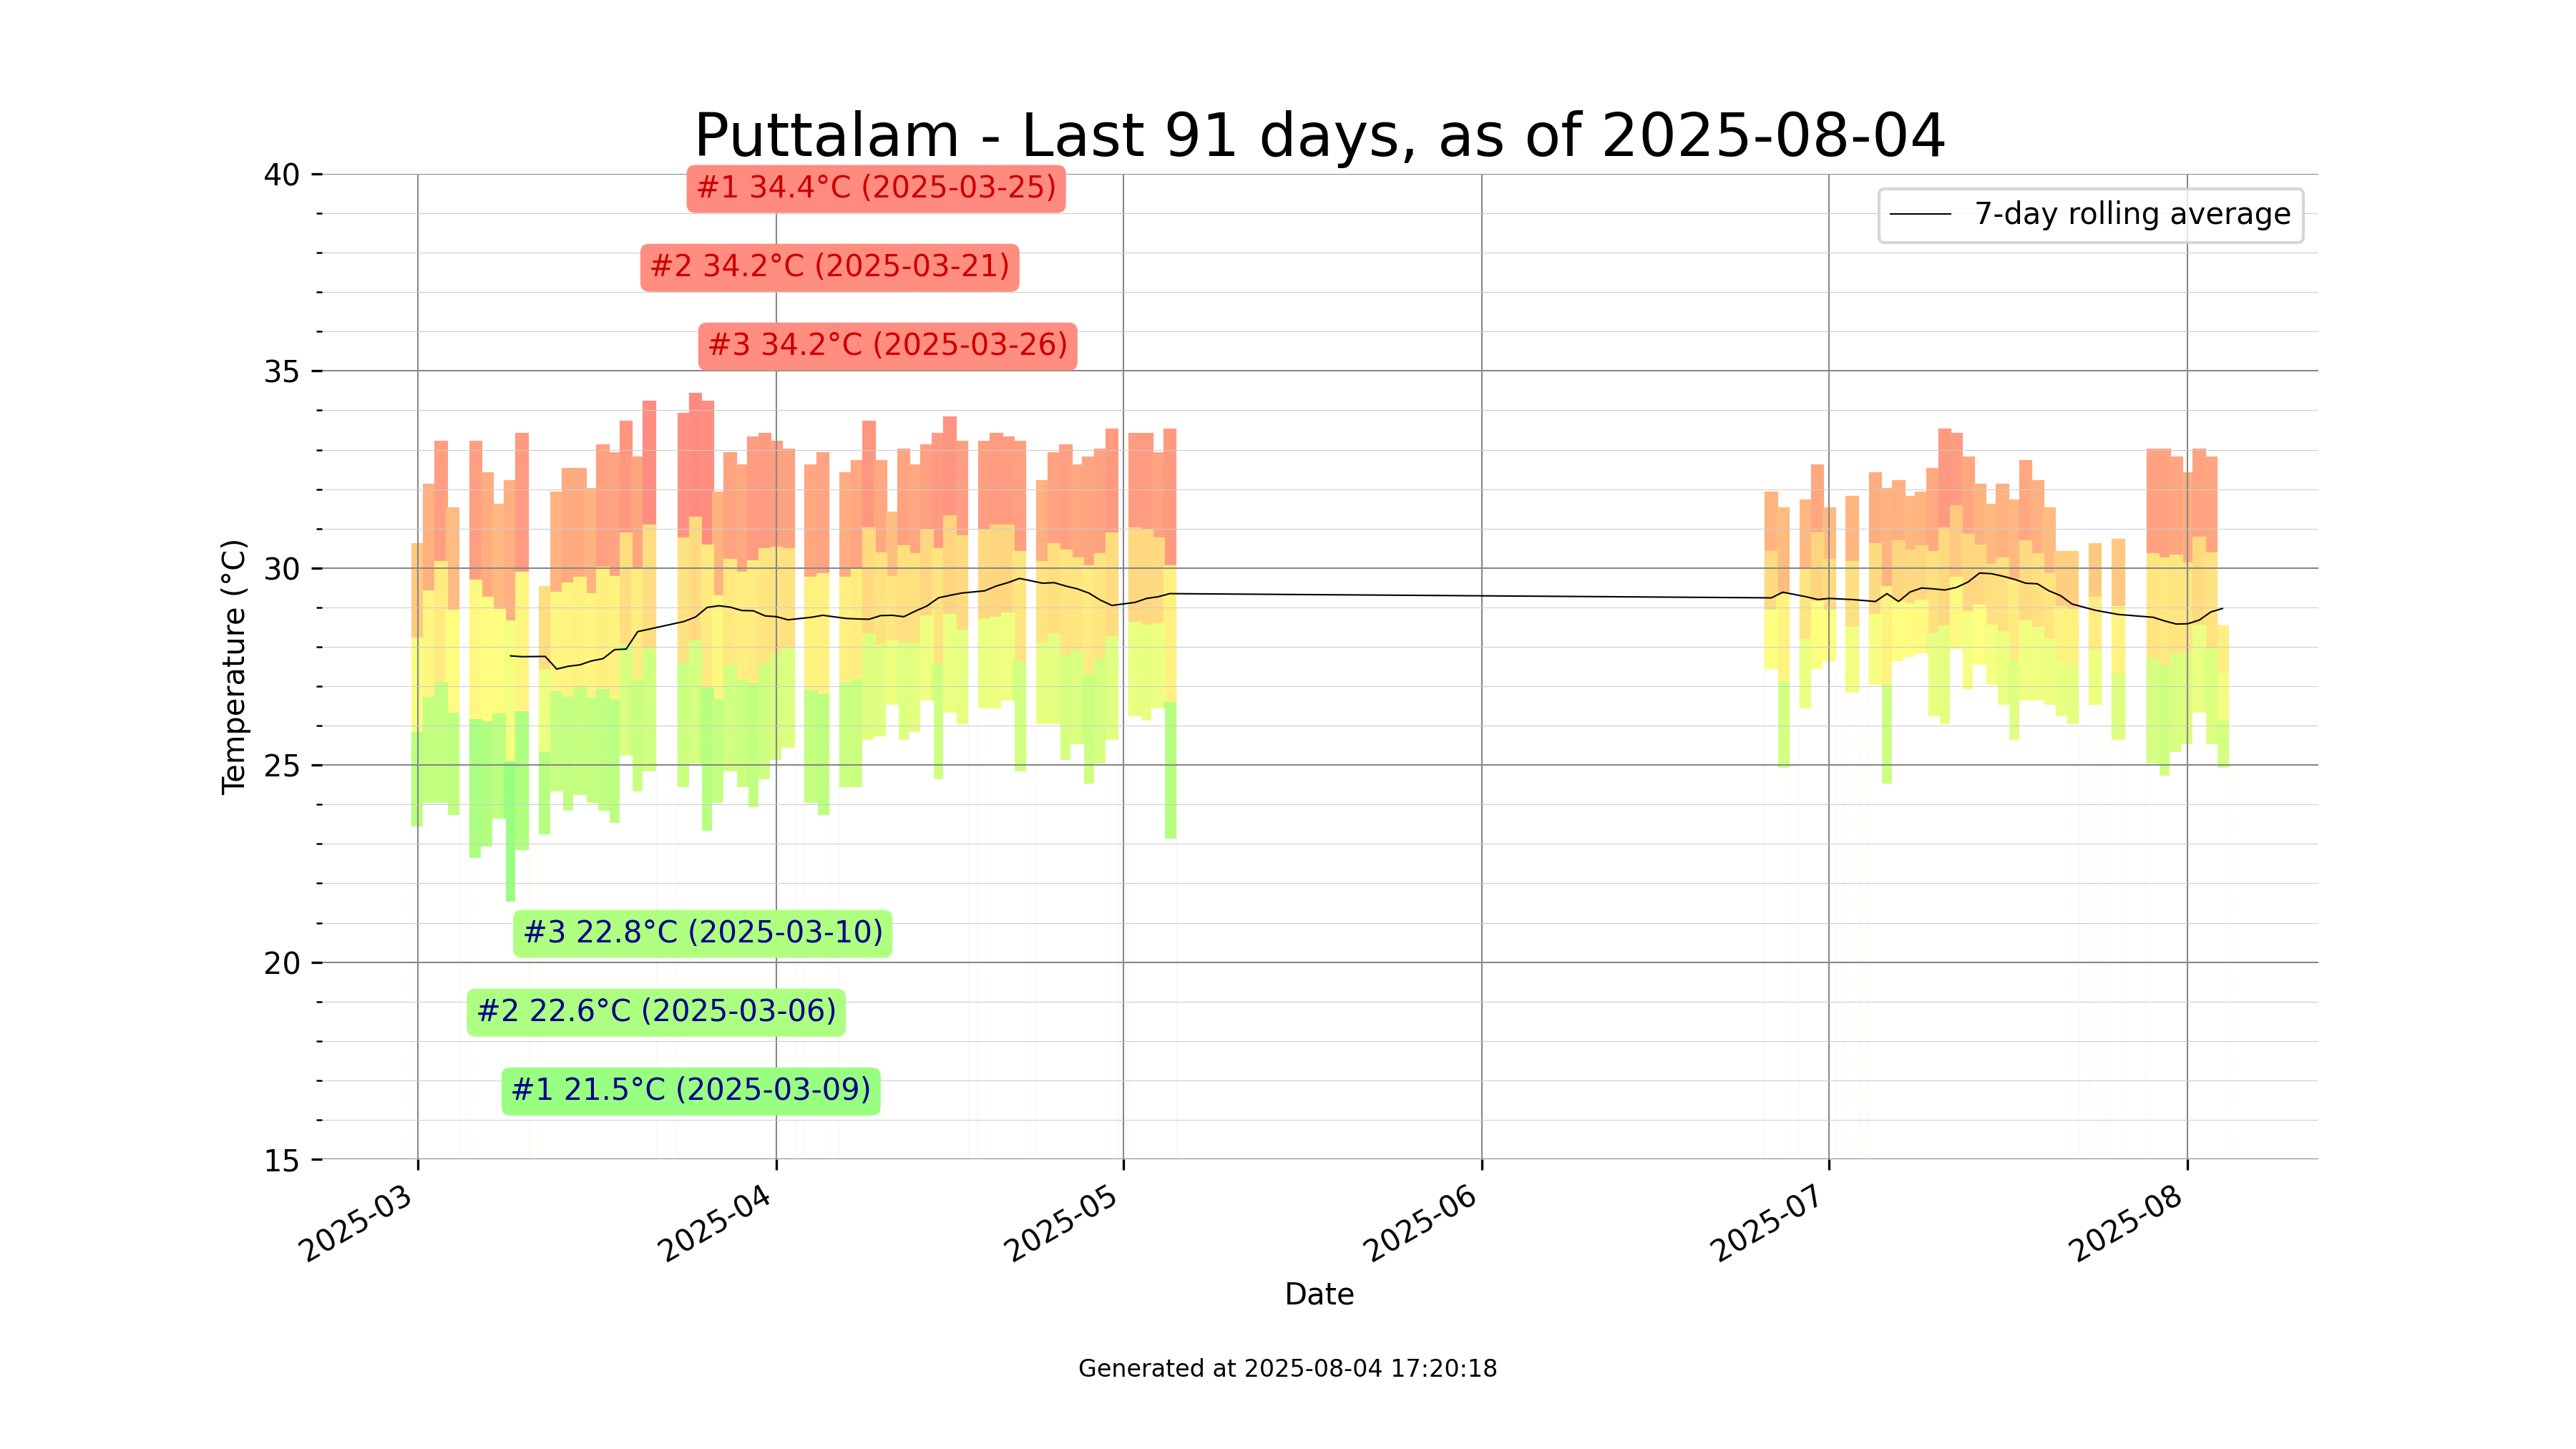 Puttalam - Last 91 days, as of 2025-08-04
40
#1 34.4°C (2025-03-25)
7-day rolling average
#2 34.2°C (2025-03-21)
#3 34.2°C (2025-03-26)
35
30
Temperature (°C)
25
#3 22.8°C (2025-03-10)
20
#2 22.6°C (2025-03-06)
#1 21.5°C (2025-03-09)
15
2025-03
2025-04
2025-05
2025-06
2025-07
2025-08
Date
Generated at 2025-08-04 17:20:18